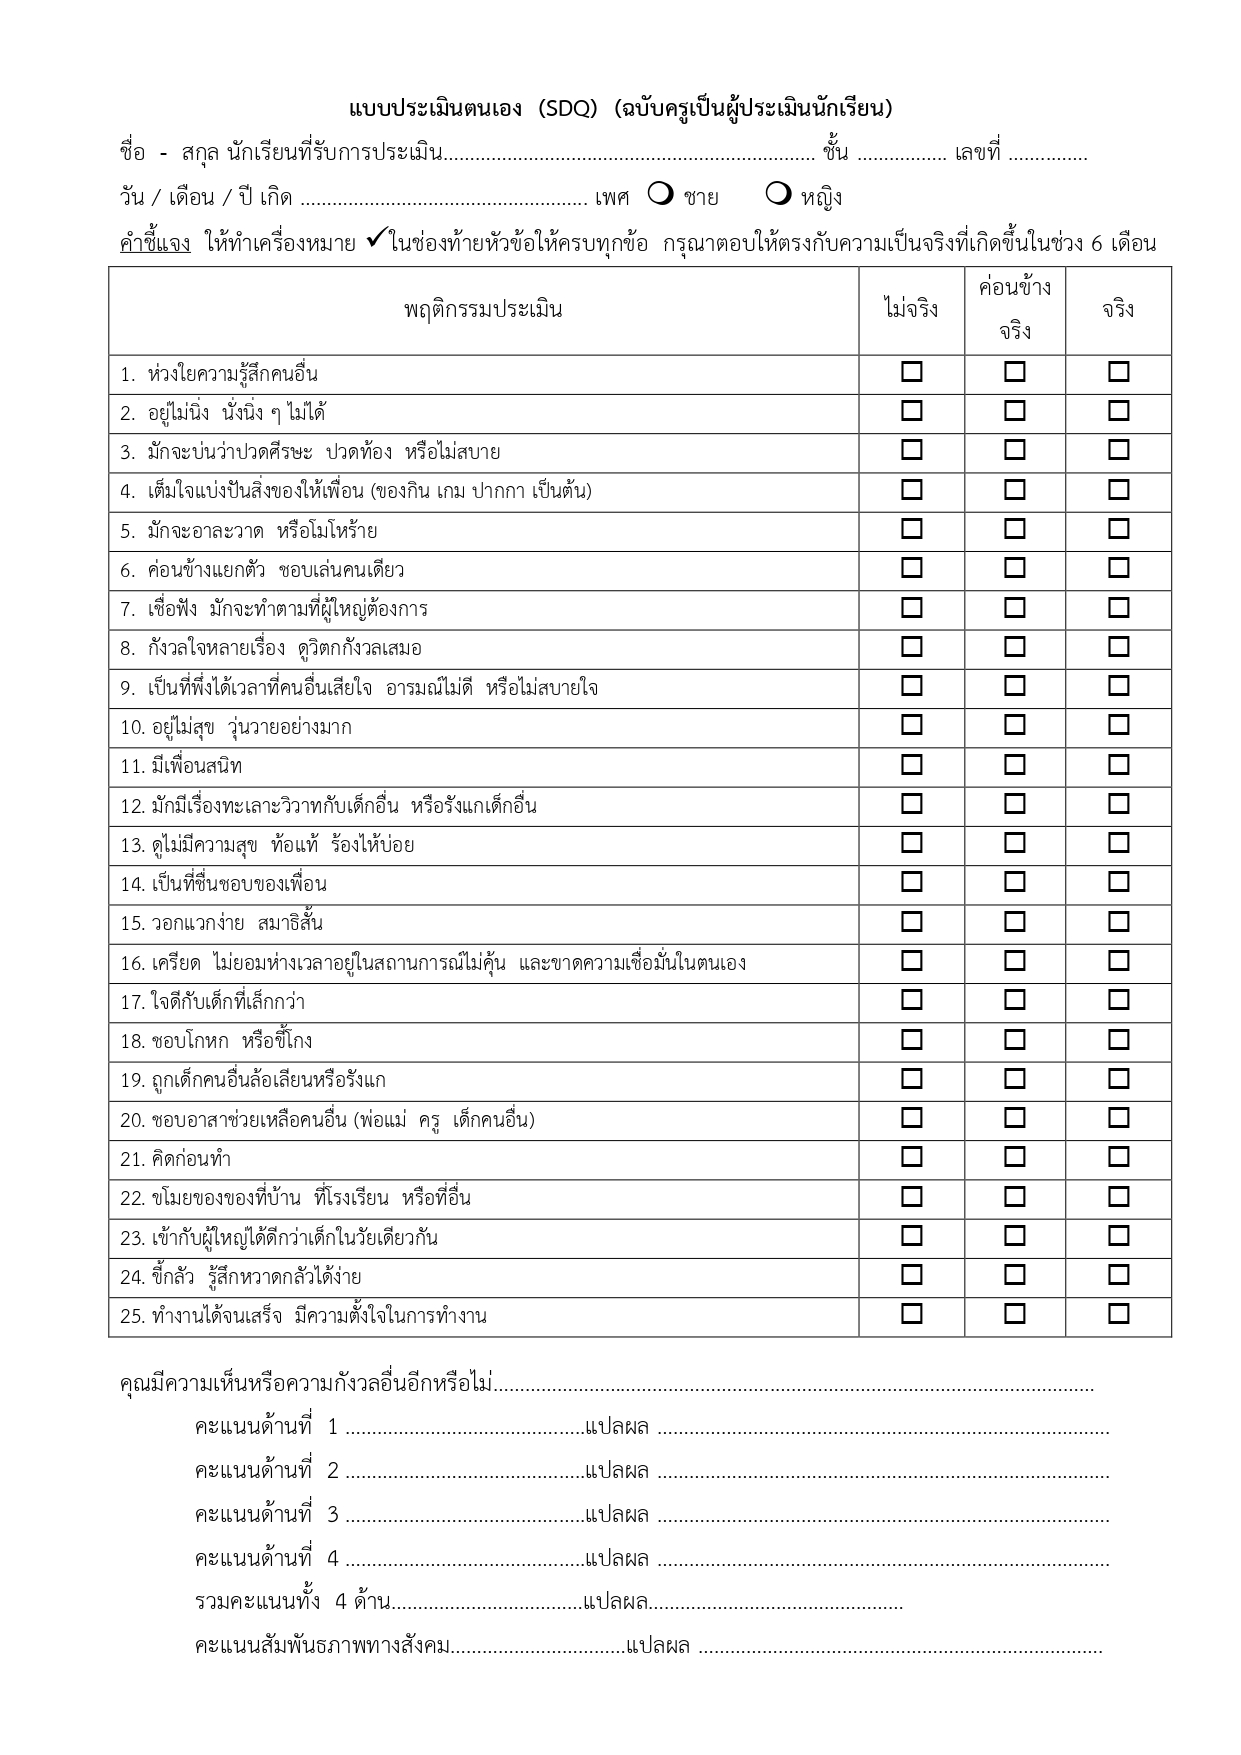 แบบประเมินตนเอง (SDQ) (ฉบับครูเป็นผู้ประเมินนักเรียน)
ชื่อ - สกุล นักเรียนที่รับการประเมิน...................................................................... ชั้น ................. เลขที่ ...............
วัน / เดือน / ปี เกิด ...................................................... เพศ ❍ ชาย ❍ หญิง
คำชี้แจง ให้ทำเครื่องหมาย ✓ในช่องท้ายหัวข้อให้ครบทุกข้อ กรุณาตอบให้ตรงกับความเป็นจริงที่เกิดขึ้นในช่วง 6 เดือน
พฤติกรรมประเมิน ไม่จริง ค่อนข้าง จริง
จริง
1. ห่วงใยความรู้สึกคนอื่น ☐ ☐ ☐
2. อยู่ไม่นิ่ง นั่งนิ่ง ๆ ไม่ได้ ☐ ☐ ☐
3. มักจะบ่นว่าปวดศีรษะ ปวดท้อง หรือไม่สบาย ☐ ☐ ☐
4. เต็มใจแบ่งปันสิ่งของให้เพื่อน (ของกิน เกม ปากกา เป็นต้น) ☐ ☐ ☐
5. มักจะอาละวาด หรือโมโหร้าย ☐ ☐ ☐
6. ค่อนข้างแยกตัว ชอบเล่นคนเดียว ☐ ☐ ☐
7. เชื่อฟัง มักจะทำตามที่ผู้ใหญ่ต้องการ ☐ ☐ ☐
8. กังวลใจหลายเรื่อง ดูวิตกกังวลเสมอ ☐ ☐ ☐
9. เป็นที่พึ่งได้เวลาที่คนอื่นเสียใจ อารมณ์ไม่ดี หรือไม่สบายใจ ☐ ☐ ☐
10. อยู่ไม่สุข วุ่นวายอย่างมาก ☐ ☐ ☐
11. มีเพื่อนสนิท ☐ ☐ ☐
12. มักมีเรื่องทะเลาะวิวาทกับเด็กอื่น หรือรังแกเด็กอื่น ☐ ☐ ☐
13. ดูไม่มีความสุข ท้อแท้ ร้องไห้บ่อย ☐ ☐ ☐
14. เป็นที่ชื่นชอบของเพื่อน ☐ ☐ ☐
15. วอกแวกง่าย สมาธิสั้น ☐ ☐ ☐
16. เครียด ไม่ยอมห่างเวลาอยู่ในสถานการณ์ไม่คุ้น และขาดความเชื่อมั่นในตนเอง ☐ ☐ ☐
17. ใจดีกับเด็กที่เล็กกว่า ☐ ☐ ☐
18. ชอบโกหก หรือขี้โกง ☐ ☐ ☐
19. ถูกเด็กคนอื่นล้อเลียนหรือรังแก ☐ ☐ ☐
20. ชอบอาสาช่วยเหลือคนอื่น (พ่อแม่ ครู เด็กคนอื่น) ☐ ☐ ☐
21. คิดก่อนทำ ☐ ☐ ☐
22. ขโมยของของที่บ้าน ที่โรงเรียน หรือที่อื่น ☐ ☐ ☐
23. เข้ากับผู้ใหญ่ได้ดีกว่าเด็กในวัยเดียวกัน ☐ ☐ ☐
24. ขี้กลัว รู้สึกหวาดกลัวได้ง่าย ☐ ☐ ☐
25. ทำงานได้จนเสร็จ มีความตั้งใจในการทำงาน ☐ ☐ ☐
คุณมีความเห็นหรือความกังวลอื่นอีกหรือไม่.................................................................................................................
คะแนนด้านที่ 1 .............................................แปลผล .....................................................................................
คะแนนด้านที่ 2 .............................................แปลผล .....................................................................................
คะแนนด้านที่ 3 .............................................แปลผล .....................................................................................
คะแนนด้านที่ 4 .............................................แปลผล .....................................................................................
รวมคะแนนทั้ง 4 ด้าน....................................แปลผล................................................
คะแนนสัมพันธภาพทางสังคม.................................แปลผล ............................................................................